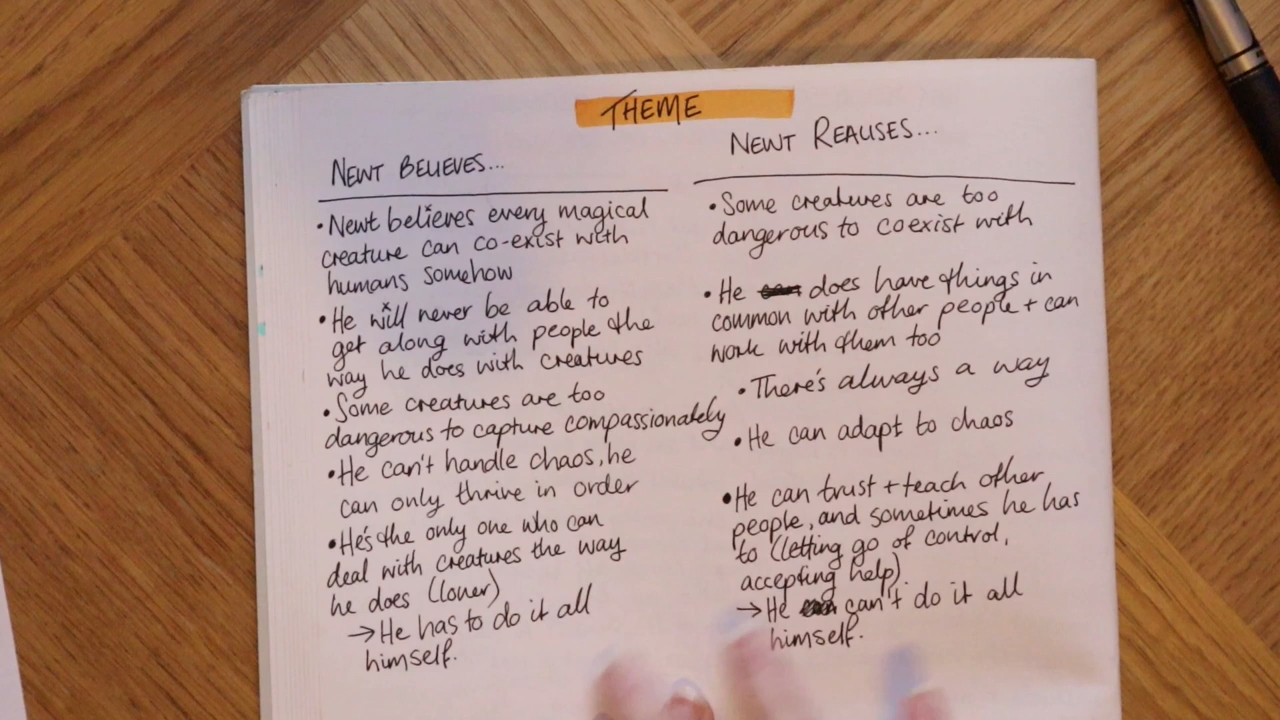 THEME
NEWT BELIEVES...
• Newt believes every magical
creature can co-exist with
humans somehow
• He will never be able to
get along with people the
way he does with creatures
• Some creatures are too
dangerous to capture compassionately
• He can't handle chaos, he
can only thrive in order
• He's the only one who can
deal with creatures the way
he does (loner)
→ He has to do it all
himself.
NEWT REALISES...
• Some creatures are too
dangerous to coexist with
• He does have things in
common with other people + can
work with them too
• There's always a way
• He can adapt to chaos
• He can trust + teach other
people, and sometimes he has
to (letting go of control,
accepting help)
→ He can't do it all
himself.